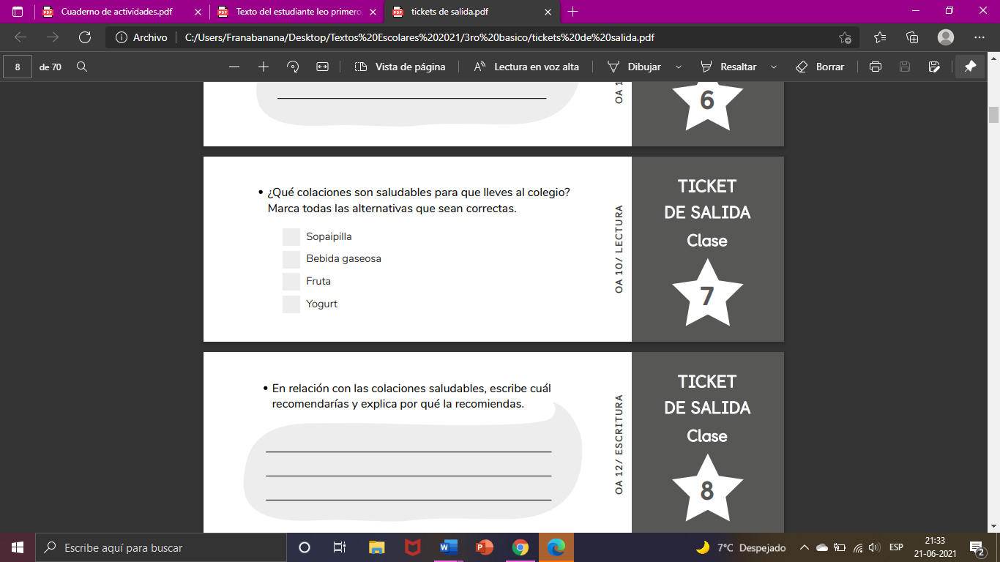 Cuaderno de actividades.pdf
Texto del estudiante leo primero.
tickets de salida.pdf
Archivo
C:/Users/Franabanana/Desktop/Textos%20Escolares%202021/3ro%20basico/tickets%20de%20salida.pdf
8 de 70
Vista de página
Lectura en voz alta
Dibujar
Resaltar
Borrar
OA 1
6
• ¿Qué colaciones son saludables para que lleves al colegio?
Marca todas las alternativas que sean correctas.
Sopaipilla
Bebida gaseosa
Fruta
Yogurt
OA 10/ LECTURA
TICKET
DE SALIDA
Clase
7
• En relación con las colaciones saludables, escribe cuál
recomendarías y explica por qué la recomiendas.
OA 12/ ESCRITURA
TICKET
DE SALIDA
Clase
8
Escribe aquí para buscar
7°C Despejado
ESP
21:33
21-06-2021
2